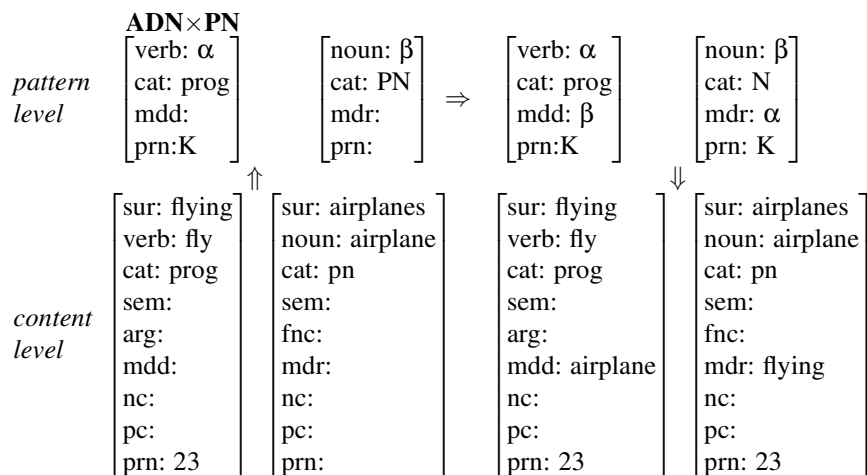 ADN×PN
pattern level
verb: α noun: β verb: α noun: β
cat: prog cat: PN cat: prog cat: N
mdd: mdr: ⇒ mdd: β mdr: α
prn:K prn: prn:K prn: K
⇑ ⇓
content level
sur: flying sur: airplanes sur: flying sur: airplanes
verb: fly noun: airplane verb: fly noun: airplane
cat: prog cat: pn cat: prog cat: pn
sem: sem: sem: sem:
arg: fnc: arg: fnc:
mdd: mdr: mdd: airplane mdr: flying
nc: nc: nc: nc:
pc: pc: pc: pc:
prn: 23 prn: prn: 23 prn: 23